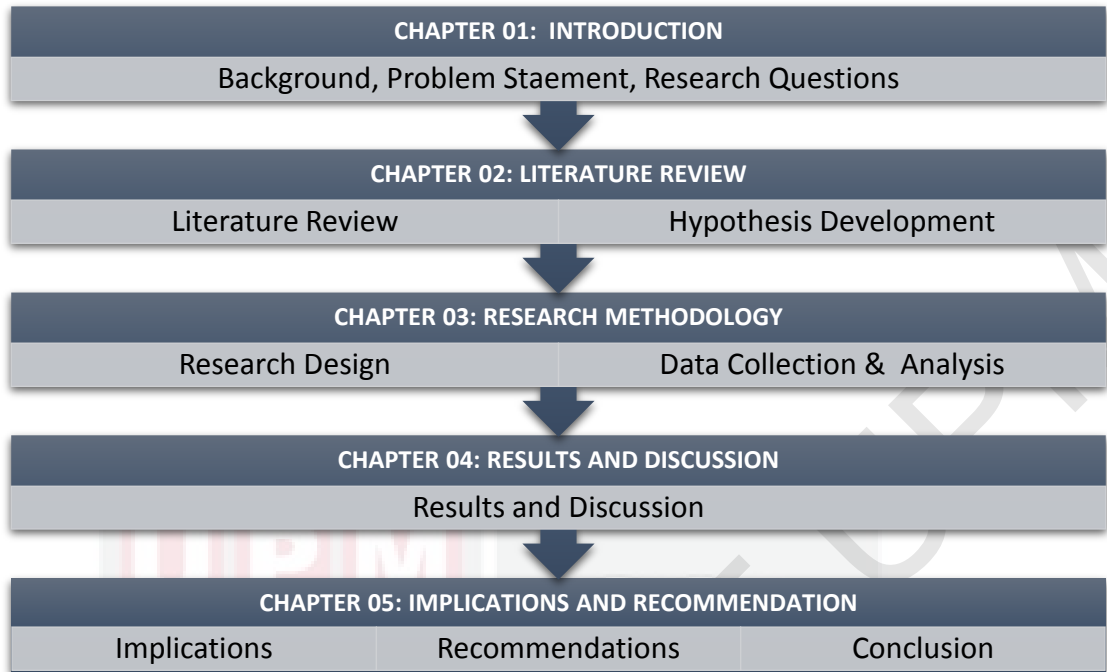 CHAPTER 01: INTRODUCTION
Background, Problem Staement, Research Questions
CHAPTER 02: LITERATURE REVIEW
Literature Review Hypothesis Development
CHAPTER 03: RESEARCH METHODOLOGY
Research Design Data Collection & Analysis
CHAPTER 04: RESULTS AND DISCUSSION
Results and Discussion
UPM
CHAPTER 05: IMPLICATIONS AND RECOMMENDATION
Implications Recommendations Conclusion